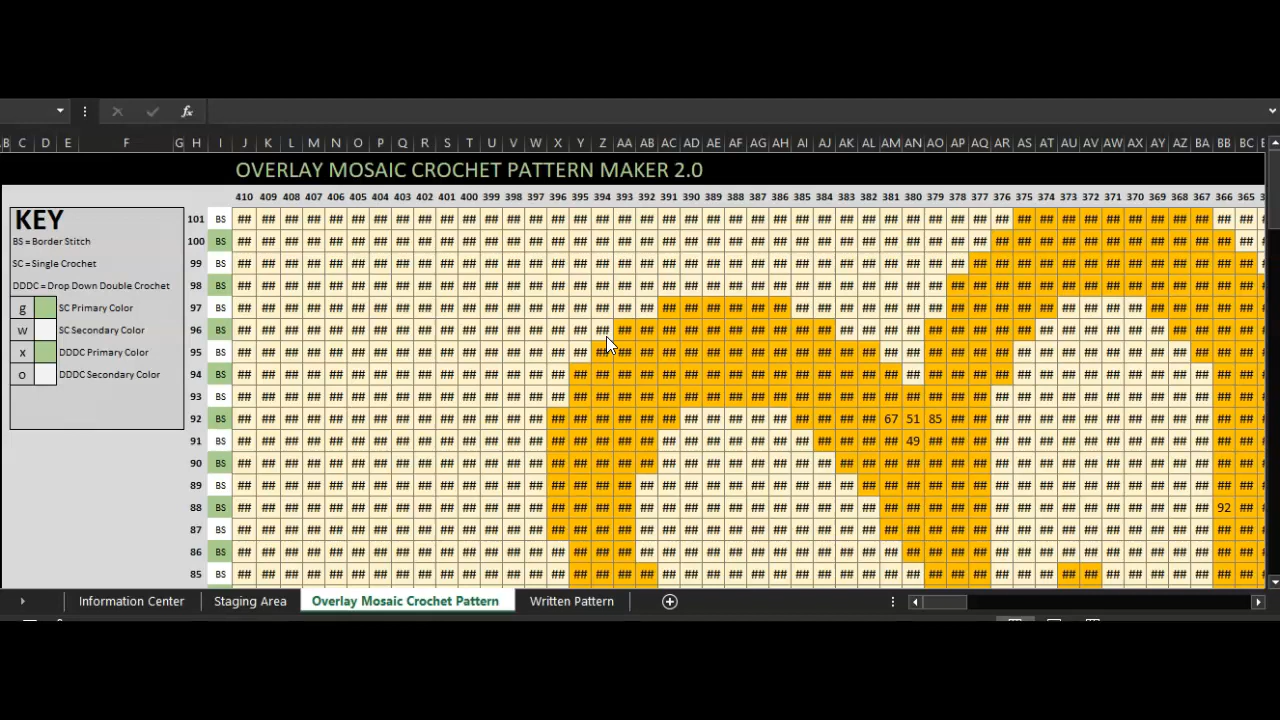 fx
B C D E F G H I J K L M N O P Q R S T U V W X Y Z AA AB AC AD AE AF AG AH AI AJ AK AL AM AN AO AP AQ AR AS AT AU AV AW AX AY AZ BA BB BC
OVERLAY MOSAIC CROCHET PATTERN MAKER 2.0
KEY
BS = Border Stitch
SC = Single Crochet
DDDC = Drop Down Double Crochet
g SC Primary Color
w SC Secondary Color
x DDDC Primary Color
o DDDC Secondary Color
410 409 408 407 406 405 404 403 402 401 400 399 398 397 396 395 394 393 392 391 390 389 388 387 386 385 384 383 382 381 380 379 378 377 376 375 374 373 372 371 370 369 368 367 366 365
101 BS ## ## ## ## ## ## ## ## ## ## ## ## ## ## ## ## ## ## ## ## ## ## ## ## ## ## ## ## ## ## ## ## ## ## ## ## ## ## ## ## ## ## ## ## ## ##
100 BS ## ## ## ## ## ## ## ## ## ## ## ## ## ## ## ## ## ## ## ## ## ## ## ## ## ## ## ## ## ## ## ## ## ## ## ## ## ## ## ## ## ## ## ## ## ##
99 BS ## ## ## ## ## ## ## ## ## ## ## ## ## ## ## ## ## ## ## ## ## ## ## ## ## ## ## ## ## ## ## ## ## ## ## ## ## ## ## ## ## ## ## ## ## ##
98 BS ## ## ## ## ## ## ## ## ## ## ## ## ## ## ## ## ## ## ## ## ## ## ## ## ## ## ## ## ## ## ## ## ## ## ## ## ## ## ## ## ## ## ## ## ## ##
97 BS ## ## ## ## ## ## ## ## ## ## ## ## ## ## ## ## ## ## ## ## ## ## ## ## ## ## ## ## ## ## ## ## ## ## ## ## ## ## ## ## ## ## ## ## ## ##
96 BS ## ## ## ## ## ## ## ## ## ## ## ## ## ## ## ## ## ## ## ## ## ## ## ## ## ## ## ## ## ## ## ## ## ## ## ## ## ## ## ## ## ## ## ## ## ##
95 BS ## ## ## ## ## ## ## ## ## ## ## ## ## ## ## ## ## ## ## ## ## ## ## ## ## ## ## ## ## ## ## ## ## ## ## ## ## ## ## ## ## ## ## ## ## ##
94 BS ## ## ## ## ## ## ## ## ## ## ## ## ## ## ## ## ## ## ## ## ## ## ## ## ## ## ## ## ## ## ## ## ## ## ## ## ## ## ## ## ## ## ## ## ## ##
93 BS ## ## ## ## ## ## ## ## ## ## ## ## ## ## ## ## ## ## ## ## ## ## ## ## ## ## ## ## ## ## ## ## ## ## ## ## ## ## ## ## ## ## ## ## ## ##
92 BS ## ## ## ## ## ## ## ## ## ## ## ## ## ## ## ## ## ## ## ## ## ## ## ## ## ## ## ## ## 67 51 85 ## ## ## ## ## ## ## ## ## ## ## ## ## ##
91 BS ## ## ## ## ## ## ## ## ## ## ## ## ## ## ## ## ## ## ## ## ## ## ## ## ## ## ## ## ## ## 49 ## ## ## ## ## ## ## ## ## ## ## ## ## ## ##
90 BS ## ## ## ## ## ## ## ## ## ## ## ## ## ## ## ## ## ## ## ## ## ## ## ## ## ## ## ## ## ## ## ## ## ## ## ## ## ## ## ## ## ## ## ## ## ##
89 BS ## ## ## ## ## ## ## ## ## ## ## ## ## ## ## ## ## ## ## ## ## ## ## ## ## ## ## ## ## ## ## ## ## ## ## ## ## ## ## ## ## ## ## ## ## ##
88 BS ## ## ## ## ## ## ## ## ## ## ## ## ## ## ## ## ## ## ## ## ## ## ## ## ## ## ## ## ## ## ## ## ## ## ## ## ## ## ## ## ## ## ## ## 92 ##
87 BS ## ## ## ## ## ## ## ## ## ## ## ## ## ## ## ## ## ## ## ## ## ## ## ## ## ## ## ## ## ## ## ## ## ## ## ## ## ## ## ## ## ## ## ## ## ##
86 BS ## ## ## ## ## ## ## ## ## ## ## ## ## ## ## ## ## ## ## ## ## ## ## ## ## ## ## ## ## ## ## ## ## ## ## ## ## ## ## ## ## ## ## ## ## ##
85 BS ## ## ## ## ## ## ## ## ## ## ## ## ## ## ## ## ## ## ## ## ## ## ## ## ## ## ## ## ## ## ## ## ## ## ## ## ## ## ## ## ## ## ## ## ## ##
Information Center Staging Area Overlay Mosaic Crochet Pattern Written Pattern